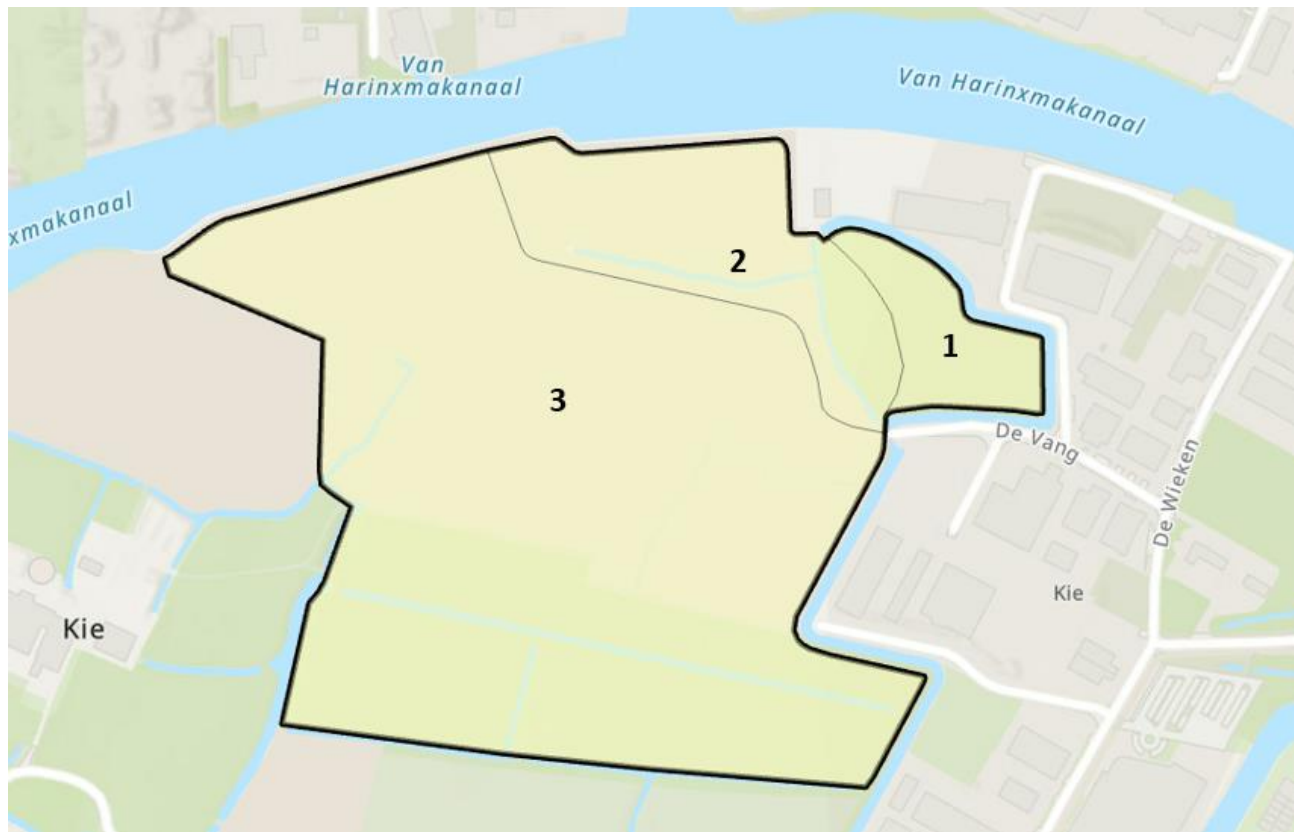 Van
Harinxmakanaal
Van Harinxmakanaal
xmakanaal
2
1
3
De Vang
De Wieken
Kie
Kie